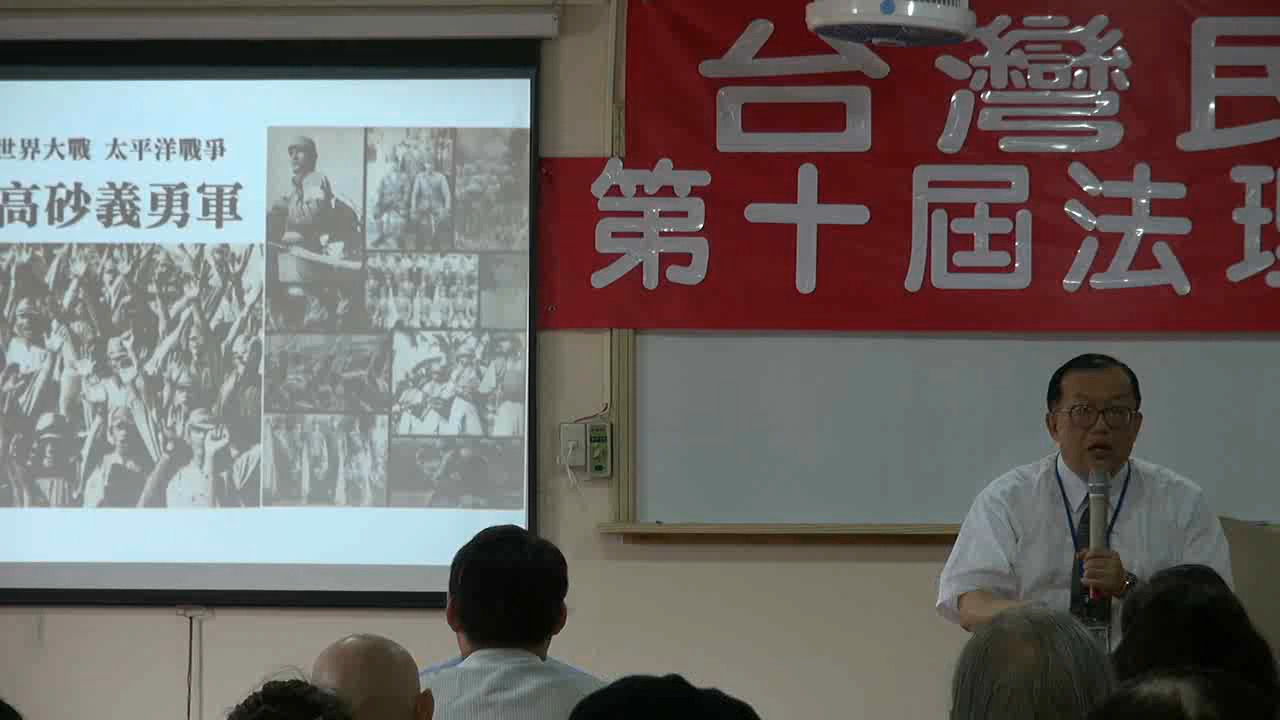 世界大戰 太平洋戰爭
高砂義勇軍
台灣民
第十屆法理